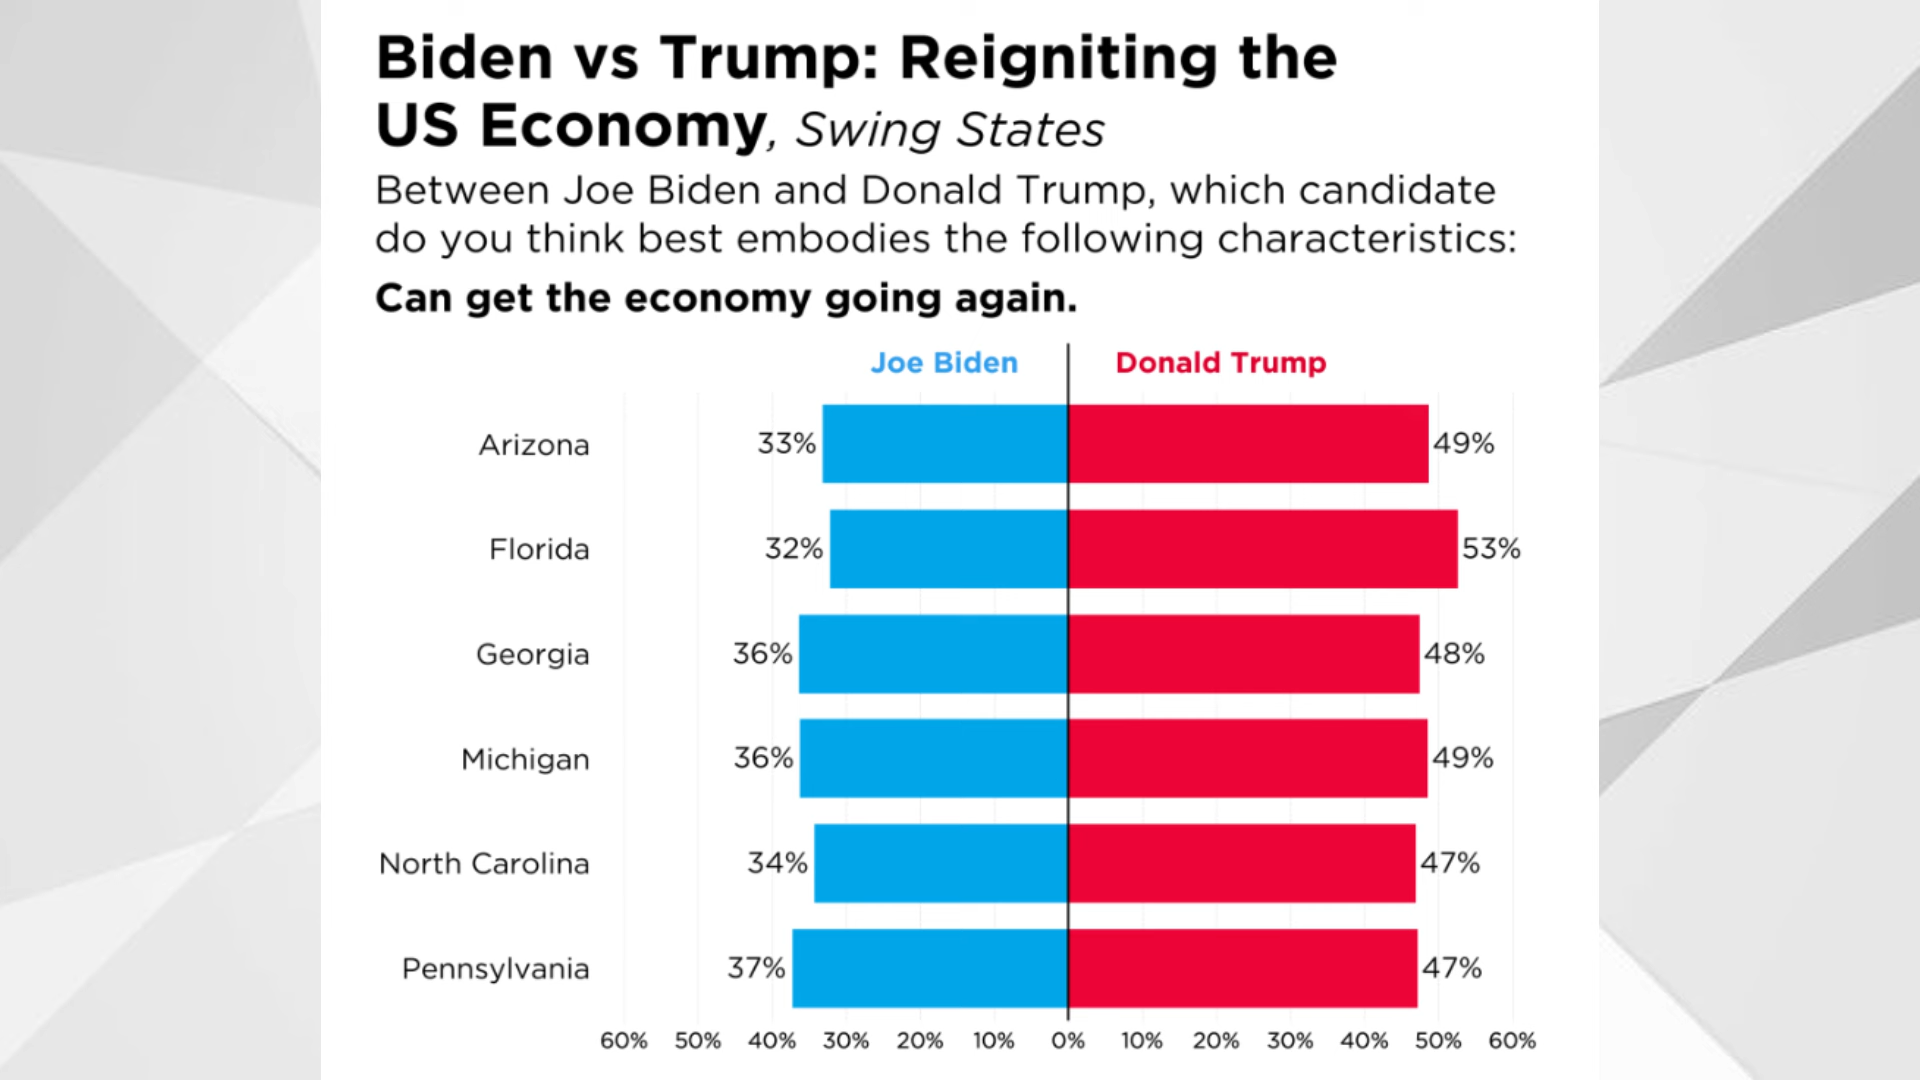 Biden vs Trump: Reigniting the
US Economy, Swing States
Between Joe Biden and Donald Trump, which candidate
do you think best embodies the following characteristics:
Can get the economy going again.
Joe Biden Donald Trump
Arizona 33% 49%
Florida 32% 53%
Georgia 36% 48%
Michigan 36% 49%
North Carolina 34% 47%
Pennsylvania 37% 47%
60% 50% 40% 30% 20% 10% 0% 10% 20% 30% 40% 50% 60%